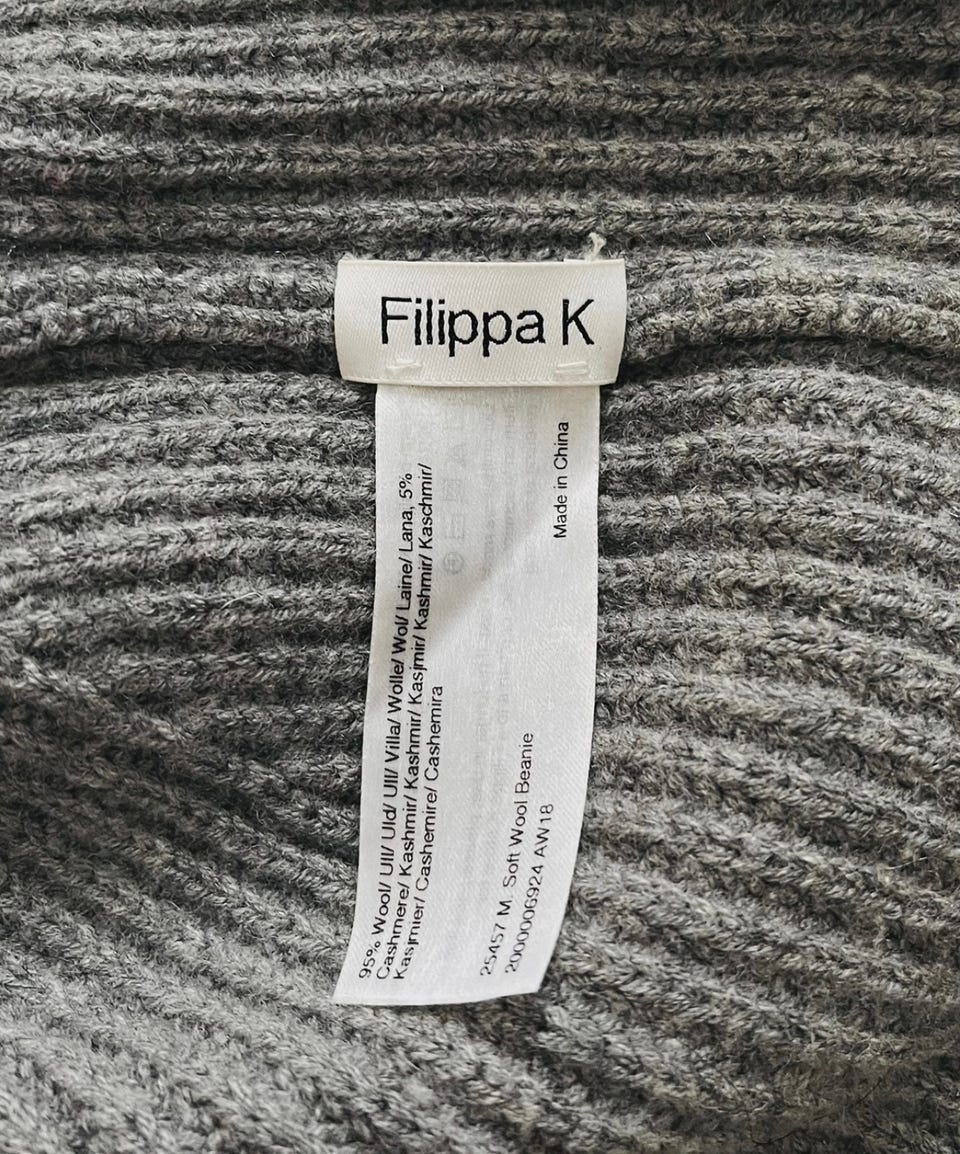 Filippa K
95% Wool/ Ull/ Uld/ Ull/ Villa/ Wolle/ Wol/ Laine/ Lana, 5%
Cashmere/ Kashmir/ Kashmir/ Kashmir/ Kasjmir/ Kashmir/ Kaschmir/
Kasjmier/ Cashemire/ Cashemira
25457 M. Soft Wool Beanie
2000006924 AW18
Made in China